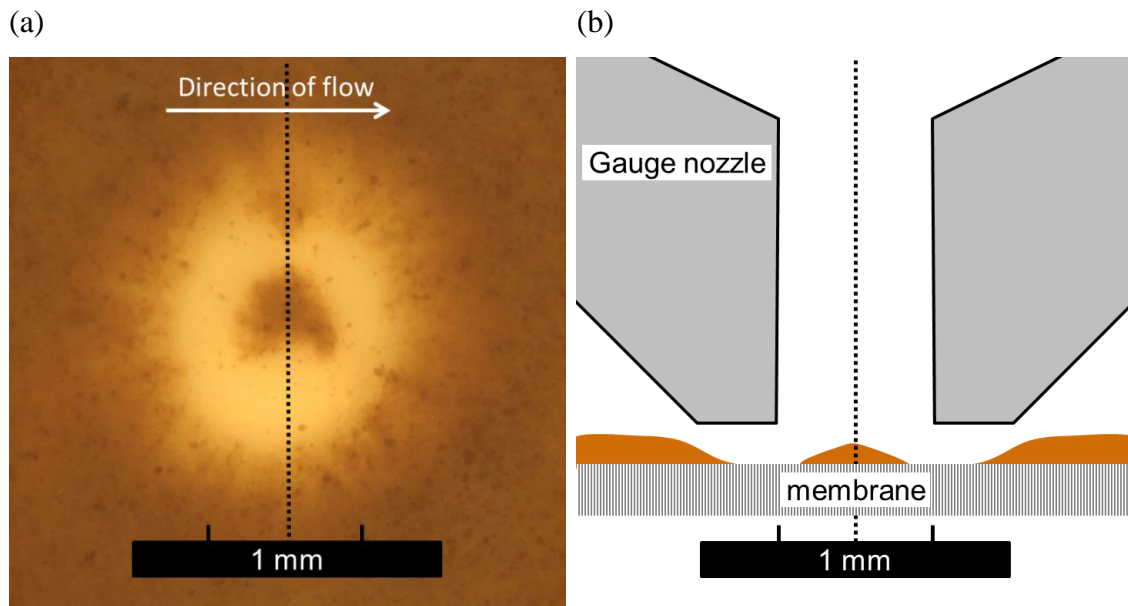 (a)
(b)
Direction of flow
Gauge nozzle
membrane
1 mm
1 mm